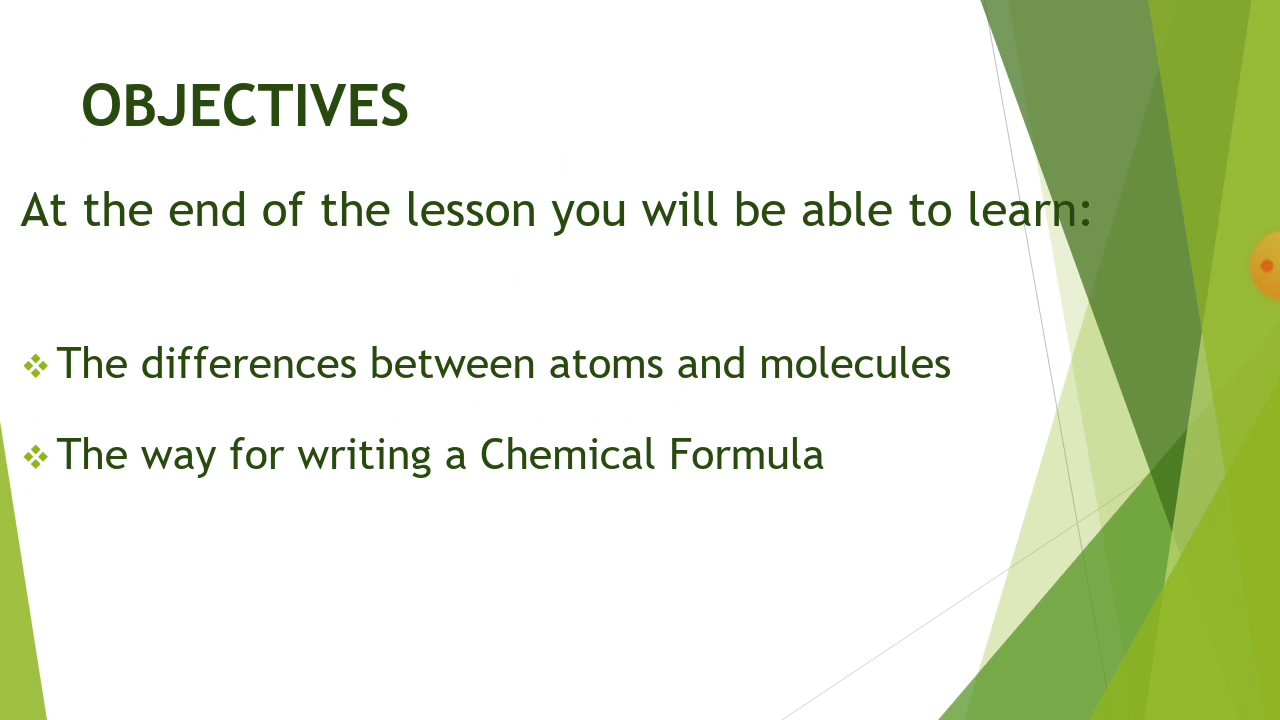 OBJECTIVES
At the end of the lesson you will be able to learn:
The differences between atoms and molecules
The way for writing a Chemical Formula